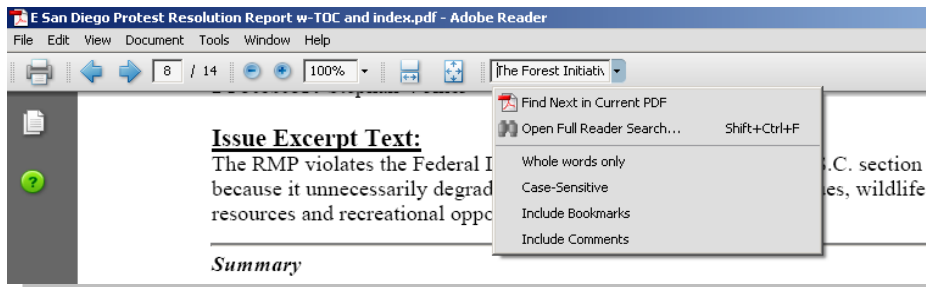 E San Diego Protest Resolution Report w-TOC and index.pdf - Adobe Reader
File Edit View Document Tools Window Help
8 / 14 100% The Forest Initiativ
Find Next in Current PDF
Open Full Reader Search... Shift+Ctrl+F
Whole words only
Case-Sensitive
Include Bookmarks
Include Comments
Issue Excerpt Text:
The RMP violates the Federal .C. section
because it unnecessarily degrad es, wildlife
resources and recreational oppo
Summary